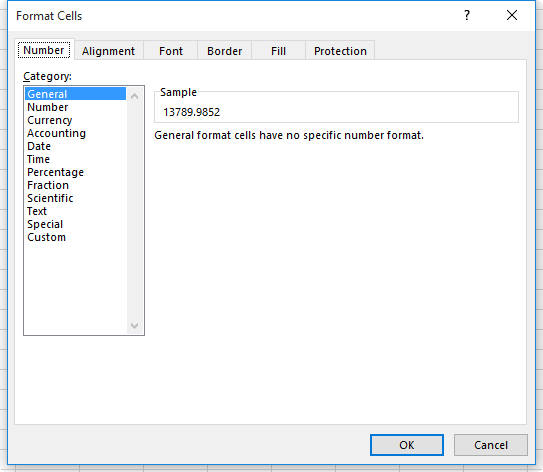 Format Cells
?
Number Alignment Font Border Fill Protection
Category:
General
Number
Currency
Accounting
Date
Time
Percentage
Fraction
Scientific
Text
Special
Custom
Sample
13789.9852
General format cells have no specific number format.
OK Cancel